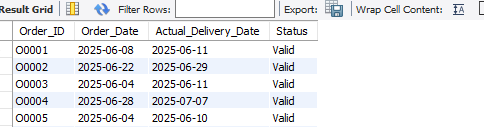 Result Grid Filter Rows: Export: Wrap Cell Content:
Order_ID Order_Date Actual_Delivery_Date Status
O0001 2025-06-08 2025-06-11 Valid
O0002 2025-06-22 2025-06-29 Valid
O0003 2025-06-04 2025-06-11 Valid
O0004 2025-06-28 2025-07-07 Valid
O0005 2025-06-04 2025-06-10 Valid